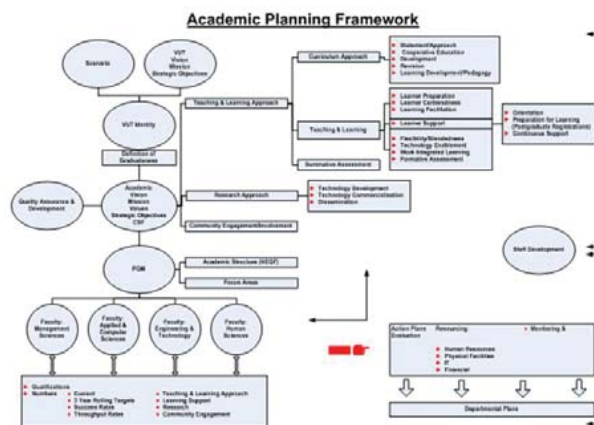 Academic Planning Framework
Scenario
VUT
Vision
Mission
Strategic Objectives
VUT Identity
Definition of
Graduateness
Quality Assurance &
Development
Academic
Vision
Mission
Values
Strategic Objectives
CSF
PQM
Academic Structure (HEQF)
Focus Areas
Teaching & Learning Approach
Research Approach
Community Engagement/Involvement
Curriculum Approach
Teaching & Learning
Summative Assessment
Statement/Approach
Cooperative Education
Development
Revision
Learning Development/Pedagogy
Learner Preparation
Learner Centeredness
Learning Facilitation
Learner Support
Flexibility/Blendedness
Technology Enablement
Work Integrated Learning
Formative Assessment
Orientation
Preparation for Learning
(Postgraduate Registrations)
Continuous Support
Technology Development
Technology Commercialisation
Dissemination
Staff Development
Faculty:
Management
Sciences
Faculty:
Applied &
Computer
Sciences
Faculty:
Engineering &
Technology
Faculty:
Human
Sciences
Qualifications
Numbers
Current
3 Year Rolling Targets
Success Rates
Throughput Rates
Teaching & Learning Approach
Learning Support
Research
Community Engagement
Action Plans Resourcing Monitoring &
Evaluation
Human Resources
Physical Facilities
IT
Financial
Departmental Plans